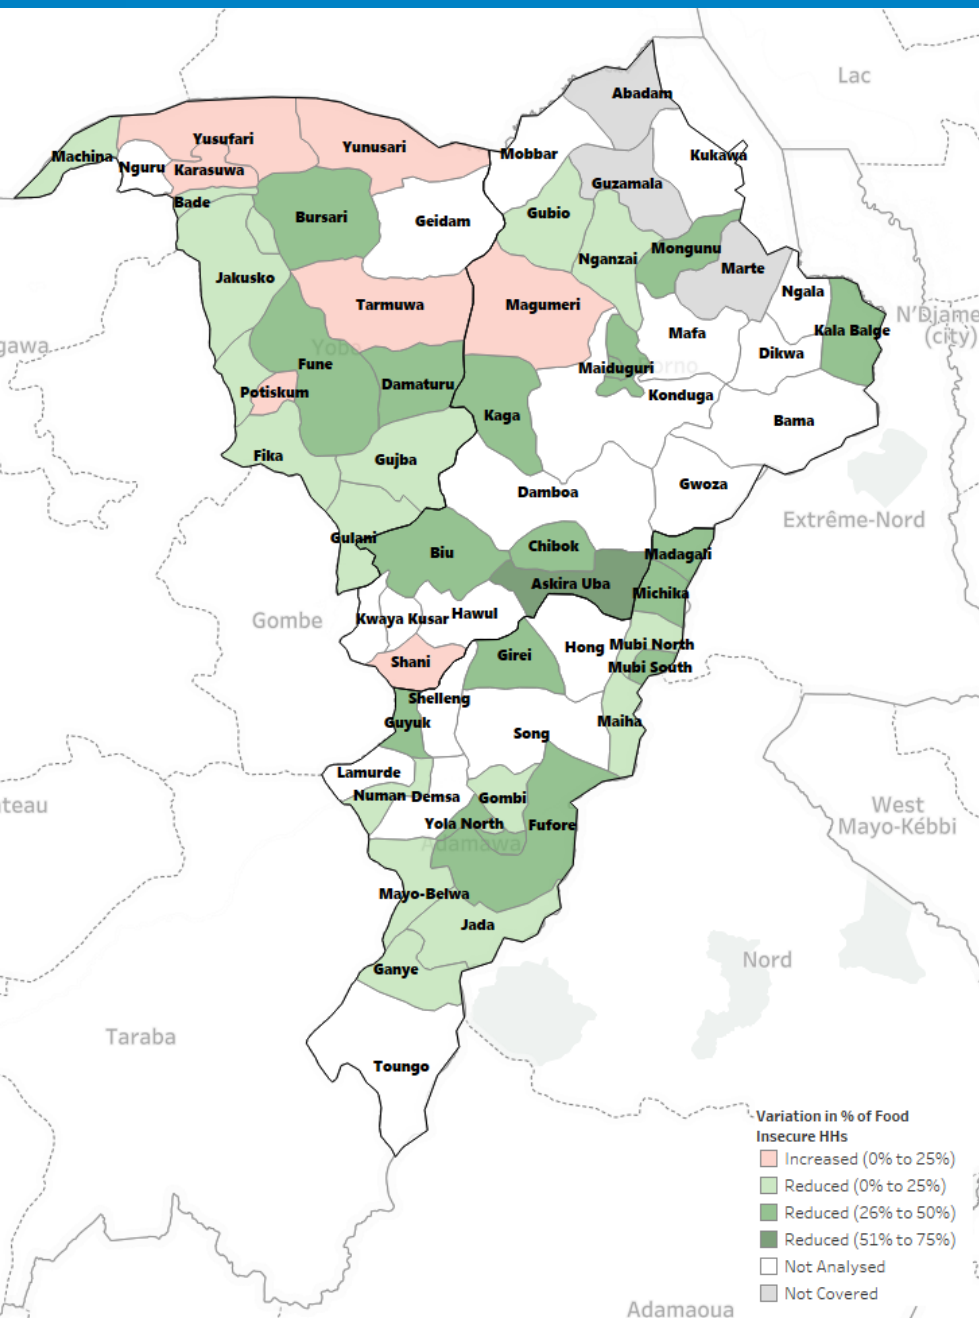 Lac
Abadam
Yusufari
Yunusari
Mobbar
Kukawa
Machina
Nguru
Karasuwa
Guzamala
Bade
Bursari
Geidam
Gubio
Mongunu
Nganzai
Marte
Jakusko
Ngala
Tarmuwa
Magumeri
N'Djame
(city)
Kala Balge
Mafa
gawa
Yobe
Dikwa
Fune
Maiduguri
orno
Damaturu
Potiskum
Konduga
Kaga
Bama
Fika
Gujba
Damboa
Gwoza
Extrême-Nord
Gulani
Biu
Chibok
Madagali
Askira Uba
Michika
Gombe
Kwaya Kusar
Hawul
Hong
Mubi North
Girei
Shani
Mubi South
Shelleng
Guyuk
Song
Maiha
Lamurde
Numan
Demsa
Gombi
ateau
West
Mayo-Kébbi
Yola North
Fufore
Adamawa
Mayo-Belwa
Jada
Nord
Ganye
Taraba
Toungo
Variation in % of Food
Insecure HHs
Increased (0% to 25%)
Reduced (0% to 25%)
Reduced (26% to 50%)
Reduced (51% to 75%)
Not Analysed
Not Covered
Adamaoua